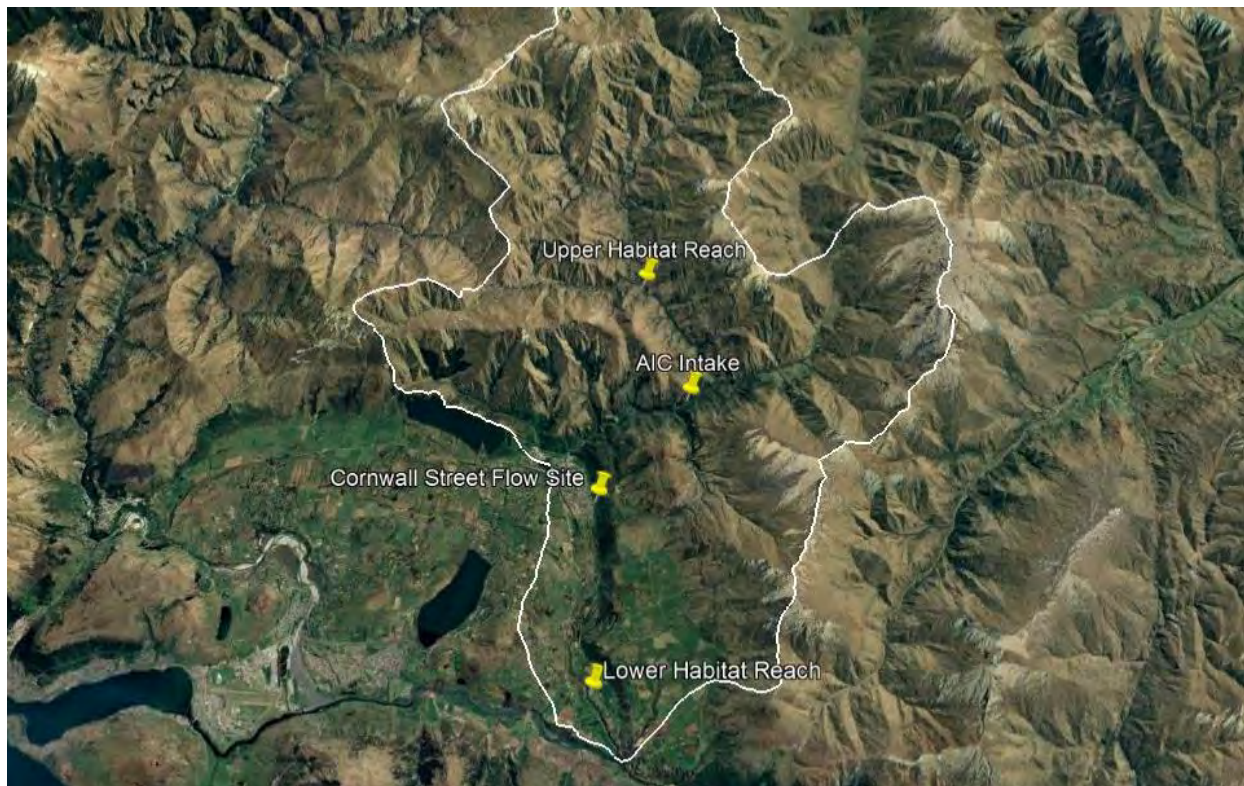 Upper Habitat Reach
AIC Intake
Cornwall Street Flow Site
Lower Habitat Reach